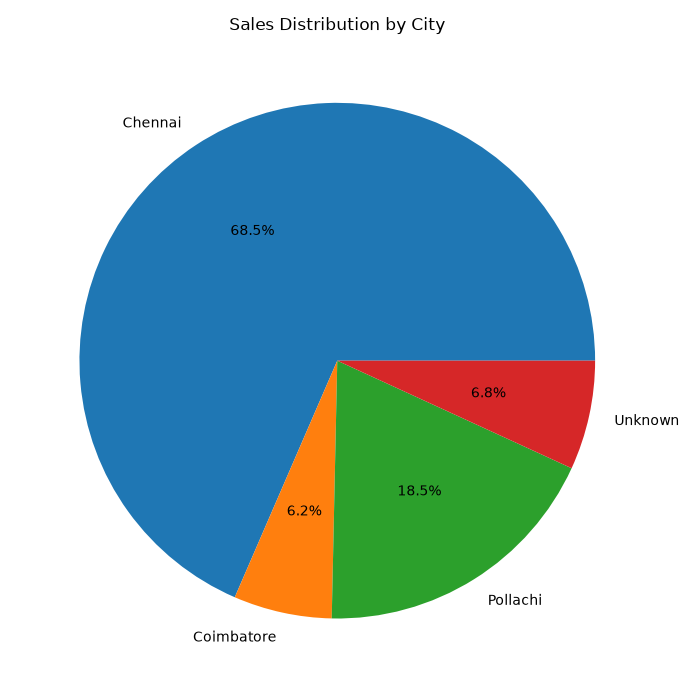 Sales Distribution by City
Chennai
68.5%
6.8%
Unknown
18.5%
6.2%
Pollachi
Coimbatore